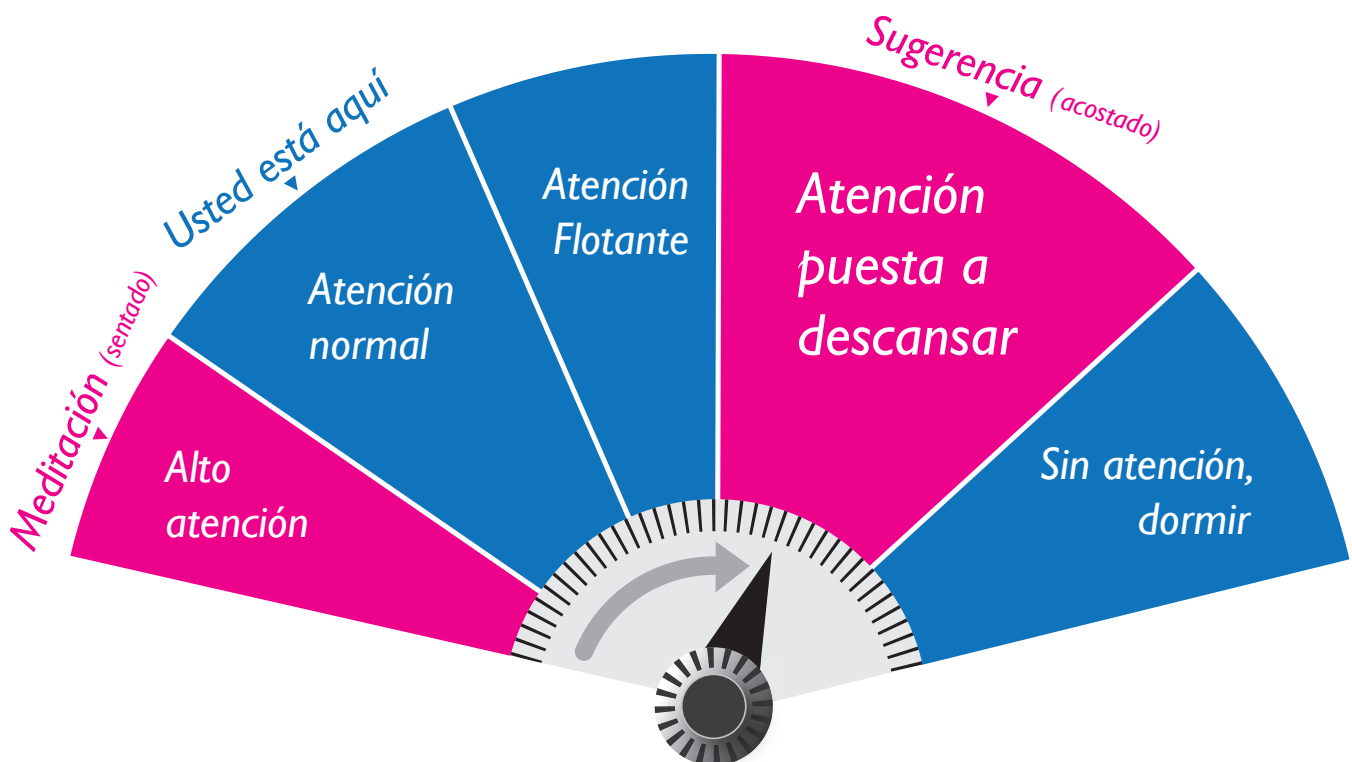 Meditación (sentado)
Usted está aquí
Sugerencia (acostado)
Alto
atención
Atención
normal
Atención
Flotante
Atención
puesta a
descansar
Sin atención,
dormir